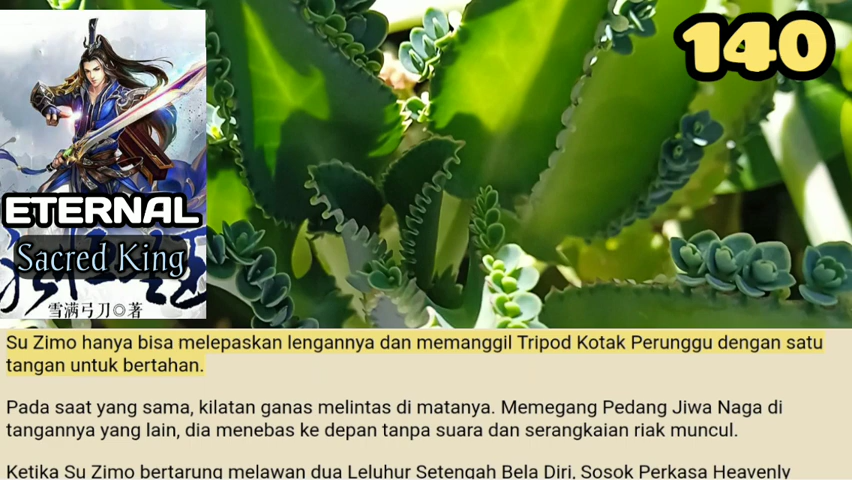 140
ETERNAL
Sacred King
雪满弓刀◎著
Su Zimo hanya bisa melepaskan lengannya dan memanggil Tripod Kotak Perunggu dengan satu
tangan untuk bertahan.
Pada saat yang sama, kilatan ganas melintas di matanya. Memegang Pedang Jiwa Naga di
tangannya yang lain, dia menebas ke depan tanpa suara dan serangkaian riak muncul.
Ketika Su Zimo bertarung melawan dua Leluhur Setengah Bela Diri, Sosok Perkasa Heavenly